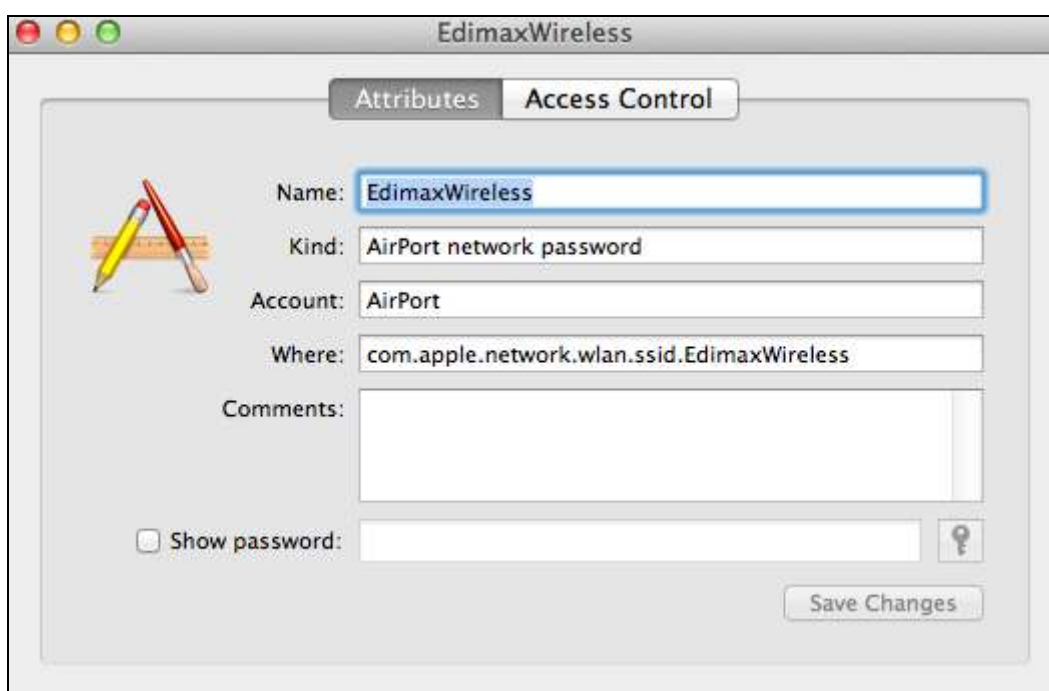 EdimaxWireless
Attributes Access Control
Name: EdimaxWireless
Kind: AirPort network password
Account: AirPort
Where: com.apple.network.wlan.ssid.EdimaxWireless
Comments:
Show password:
Save Changes